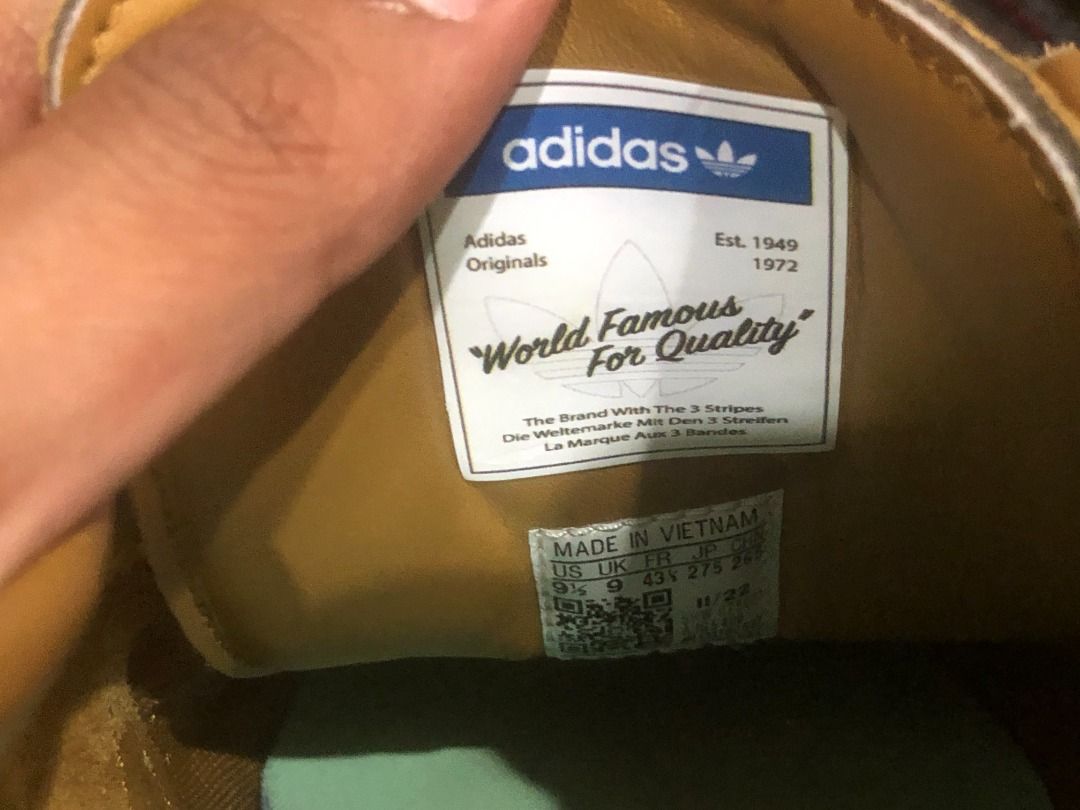 adidas
Adidas
Originals
Est. 1949
1972
"World Famous
For Quality"
The Brand With The 3 Stripes
Die Weltemarke Mit Den 3 Streifen
La Marque Aux 3 Bandes
MADE IN VIETNAM
US UK FR JP CHN
9½ 9 43⅓ 275 265
11/22